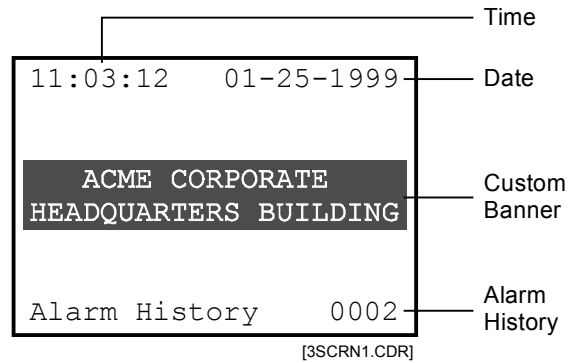 Time
11:03:12 01-25-1999
Date
ACME CORPORATE
HEADQUARTERS BUILDING
Custom
Banner
Alarm History 0002
Alarm
History
[3SCRN1.CDR]